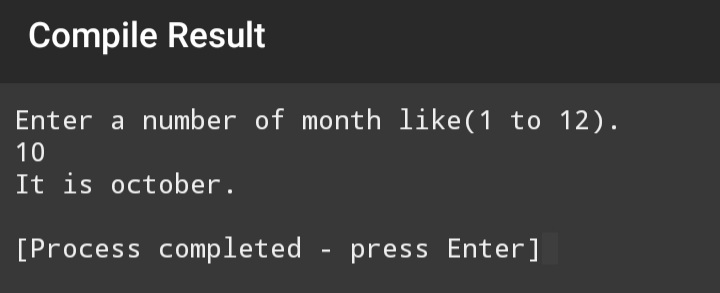 Compile Result
Enter a number of month like(1 to 12).
10
It is october.
[Process completed - press Enter]